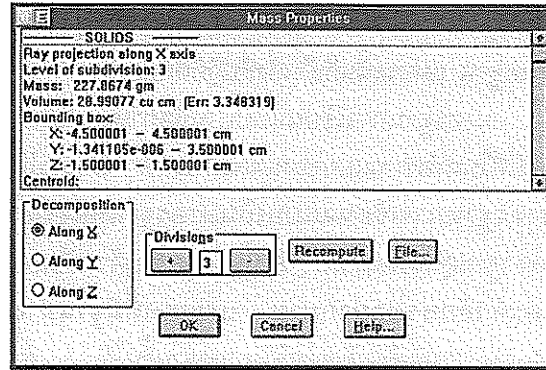 Mass Properties
SOLIDS
Ray projection along X axis
Level of subdivision: 3
Mass: 227.8674 gm
Volume: 28.99077 cu cm (Err: 3.348319)
Bounding box:
X: -4.500001 – 4.500001 cm
Y: -1.341105e-006 – 3.500001 cm
Z: -1.500001 – 1.500001 cm
Centroid:
Decomposition
Along X
Along Y
Along Z
Divisions
+ 3 -
Recompute File...
OK Cancel Help...